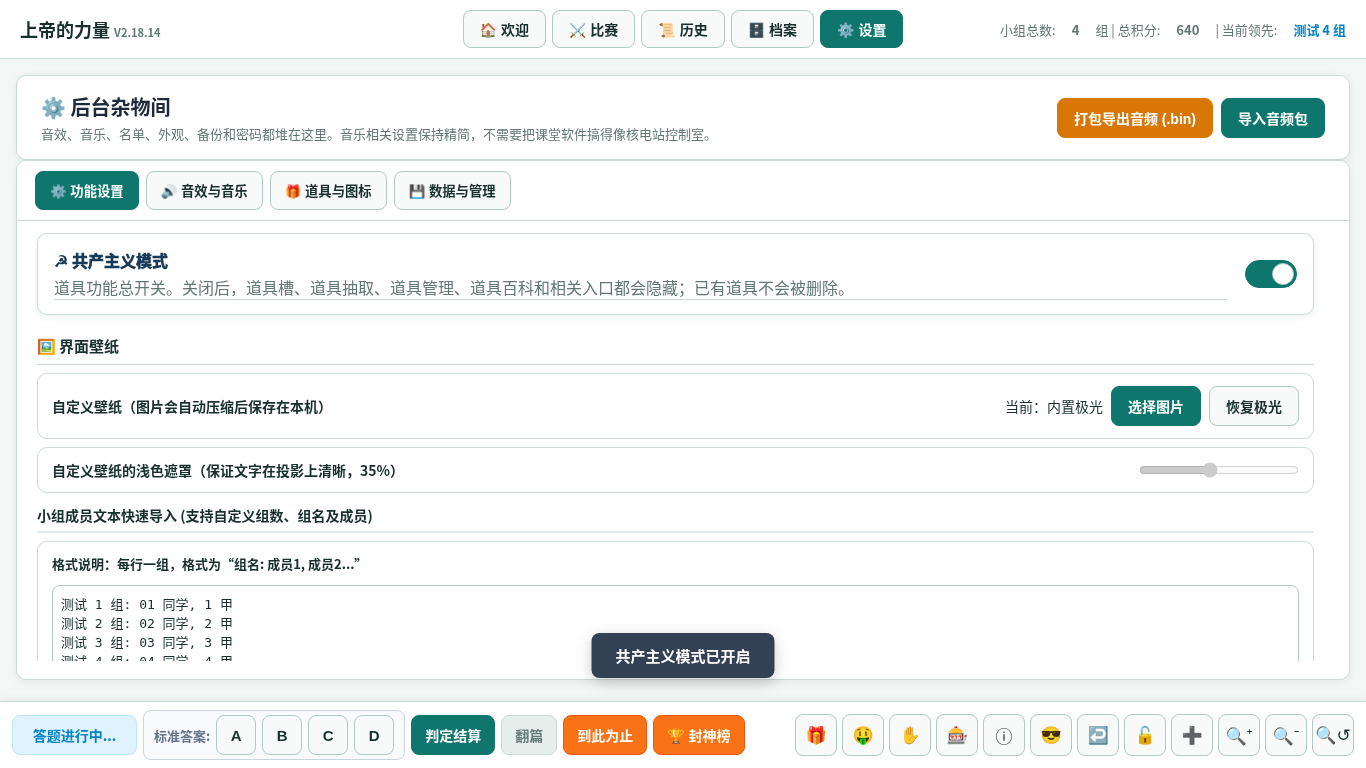 上帝的力量 V2.18.14
🏠 欢迎
⚔️ 比赛
📜 历史
🗄️ 档案
⚙️ 设置
小组总数: 4 组 | 总积分: 640 | 当前领先: 测试 4 组
⚙️ 后台杂物间
音效、音乐、名单、外观、备份和密码都堆在这里。音乐相关设置保持精简，不需要把课堂软件搞得像核电站控制室。
打包导出音频 (.bin)
导入音频包
⚙️ 功能设置
🔊 音效与音乐
🎁 道具与图标
💾 数据与管理
☭ 共产主义模式
道具功能总开关。关闭后，道具槽、道具抽取、道具管理、道具百科和相关入口都会隐藏；已有道具不会被删除。
🖼️ 界面壁纸
自定义壁纸（图片会自动压缩后保存在本机）
当前：内置极光
选择图片
恢复极光
自定义壁纸的浅色遮罩（保证文字在投影上清晰，35%）
小组成员文本快速导入 (支持自定义组数、组名及成员)
格式说明：每行一组，格式为“组名: 成员1, 成员2...”
测试 1 组: 01 同学, 1 甲
测试 2 组: 02 同学, 2 甲
测试 3 组: 03 同学, 3 甲
测试 4 组: 04 同学, 4 甲
共产主义模式已开启
答题进行中...
标准答案: A B C D
判定结算
翻篇
到此为止
🏆 封神榜